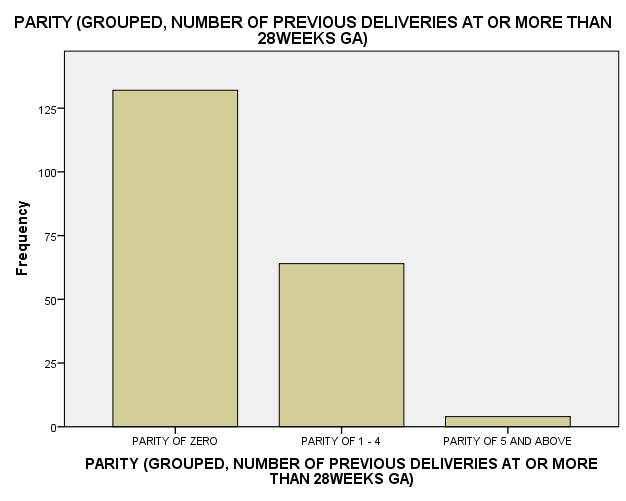 PARITY (GROUPED, NUMBER OF PREVIOUS DELIVERIES AT OR MORE THAN
28WEEKS GA)
125
100
75
50
25
0
Frequency
PARITY OF ZERO
PARITY OF 1 - 4
PARITY OF 5 AND ABOVE
PARITY (GROUPED, NUMBER OF PREVIOUS DELIVERIES AT OR MORE
THAN 28WEEKS GA)